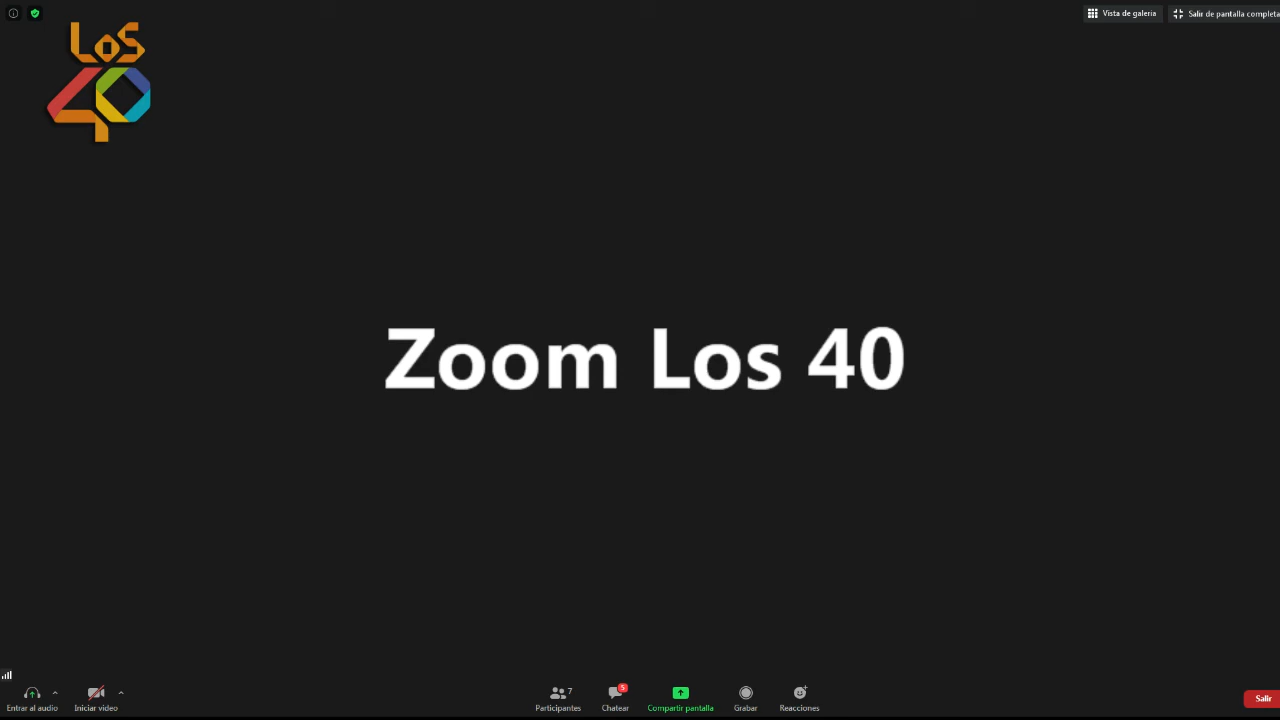 Vista de galería
Salir de pantalla completa
LoS
40
Zoom Los 40
Entrar al audio
Iniciar video
Participantes
7
Chatear
5
Compartir pantalla
Grabar
Reacciones
Salir